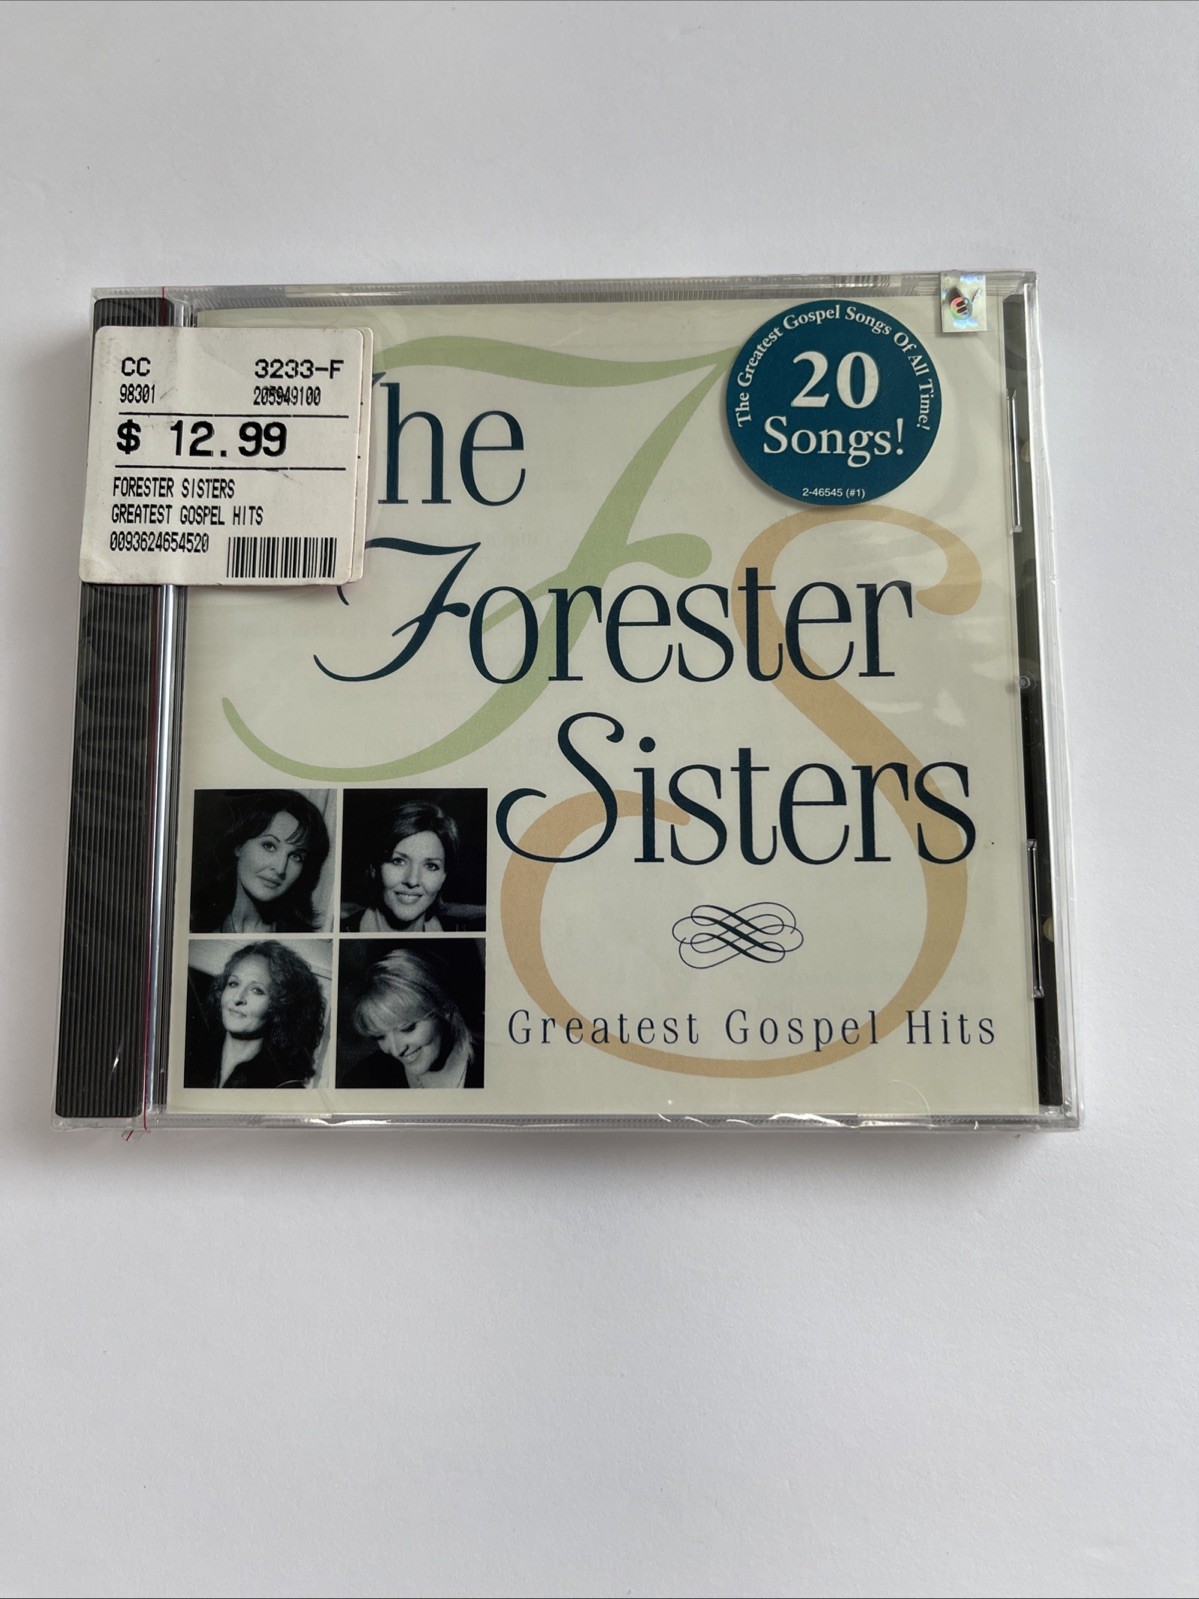 CC 3233-F
98301 205949100
$ 12.99
FORESTER SISTERS
GREATEST GOSPEL HITS
0093624654520
The Greatest Gospel Songs Of All Time!
20
Songs!
2-46545 (#1)
The
Forester
Sisters
FS
Greatest Gospel Hits